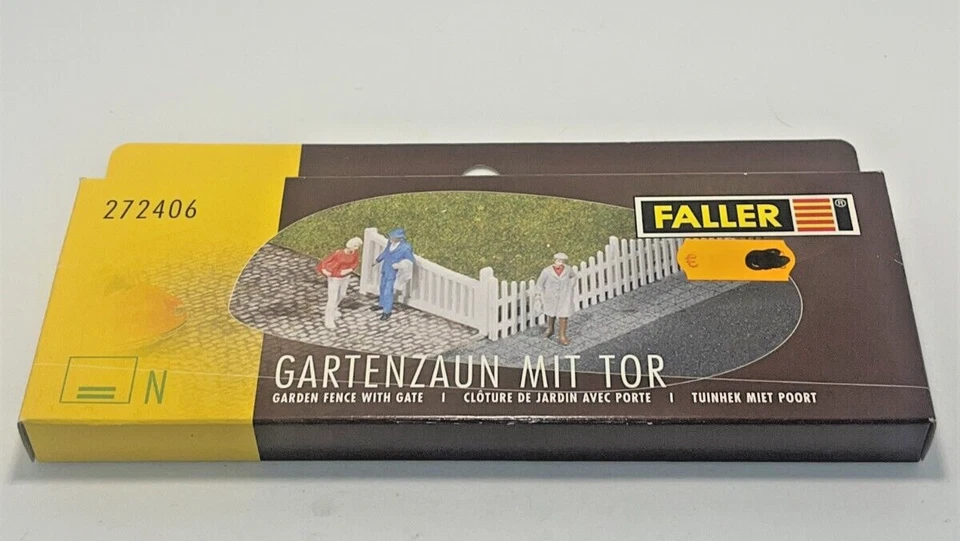 272406
FALLER ®
€
GARTENZAUN MIT TOR
GARDEN FENCE WITH GATE | CLÔTURE DE JARDIN AVEC PORTE | TUINHEK MIET POORT
N